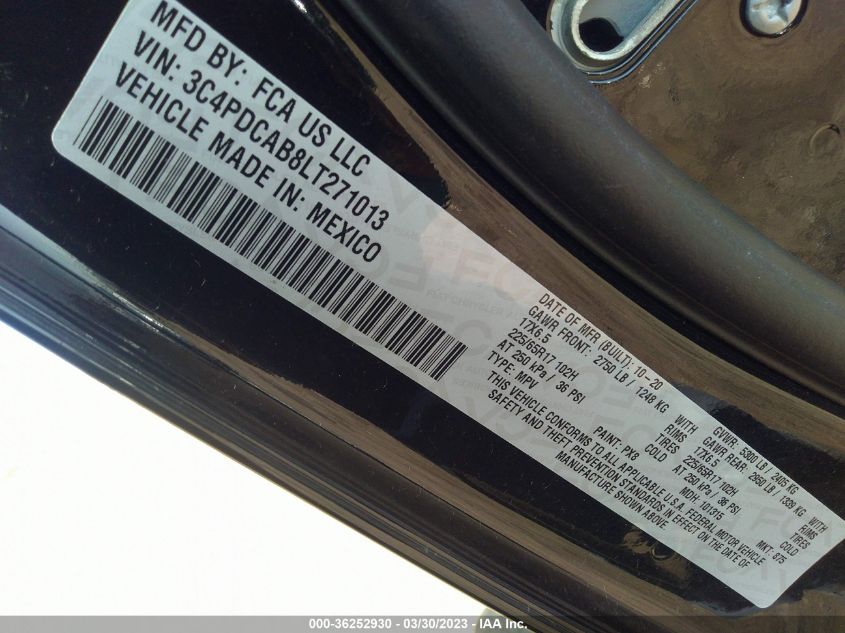 MFD BY: FCA US LLC
VIN: 3C4PDCAB8LT271013
VEHICLE MADE IN: MEXICO
DATE OF MFR (BUILT): 10-20 GVWR: 5300 LB / 2405 KG
GAWR FRONT: 2750 LB / 1248 KG WITH GAWR REAR: 2950 LB / 1339 KG WITH
17X6.5 RIMS 17X6.5 RIMS
225/65R17 102H TIRES 225/65R17 102H TIRES
AT 250 kPa / 36 PSI COLD AT 250 kPa / 36 PSI COLD
TYPE: MPV PAINT: PX8 MDH: 101315 MKT: 875
THIS VEHICLE CONFORMS TO ALL APPLICABLE U.S.A. FEDERAL MOTOR VEHICLE
SAFETY AND THEFT PREVENTION STANDARDS IN EFFECT ON THE DATE OF
MANUFACTURE SHOWN ABOVE.
000-36252930 - 03/30/2023 - IAA Inc.